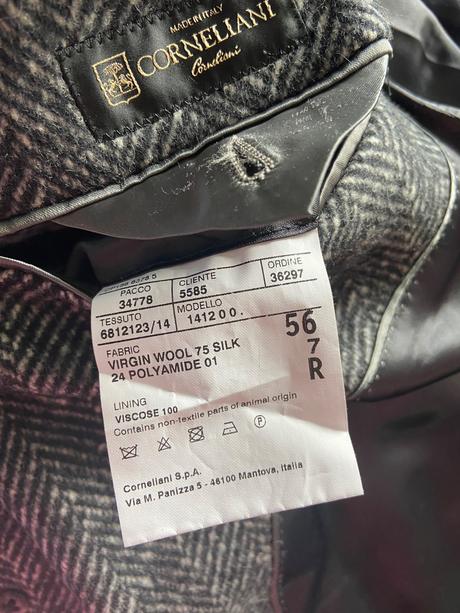 MADE IN ITALY
CORNELIANI
Corneliani
PACCO CLIENTE ORDINE
34778 5585 36297
TESSUTO MODELLO
6812123/14 141200.
56
FABRIC
VIRGIN WOOL 75 SILK
24 POLYAMIDE 01
7
R
LINING
VISCOSE 100
Contains non-textile parts of animal origin
P
Corneliani S.p.A.
Via M. Panizza 5 - 46100 Mantova, Italia